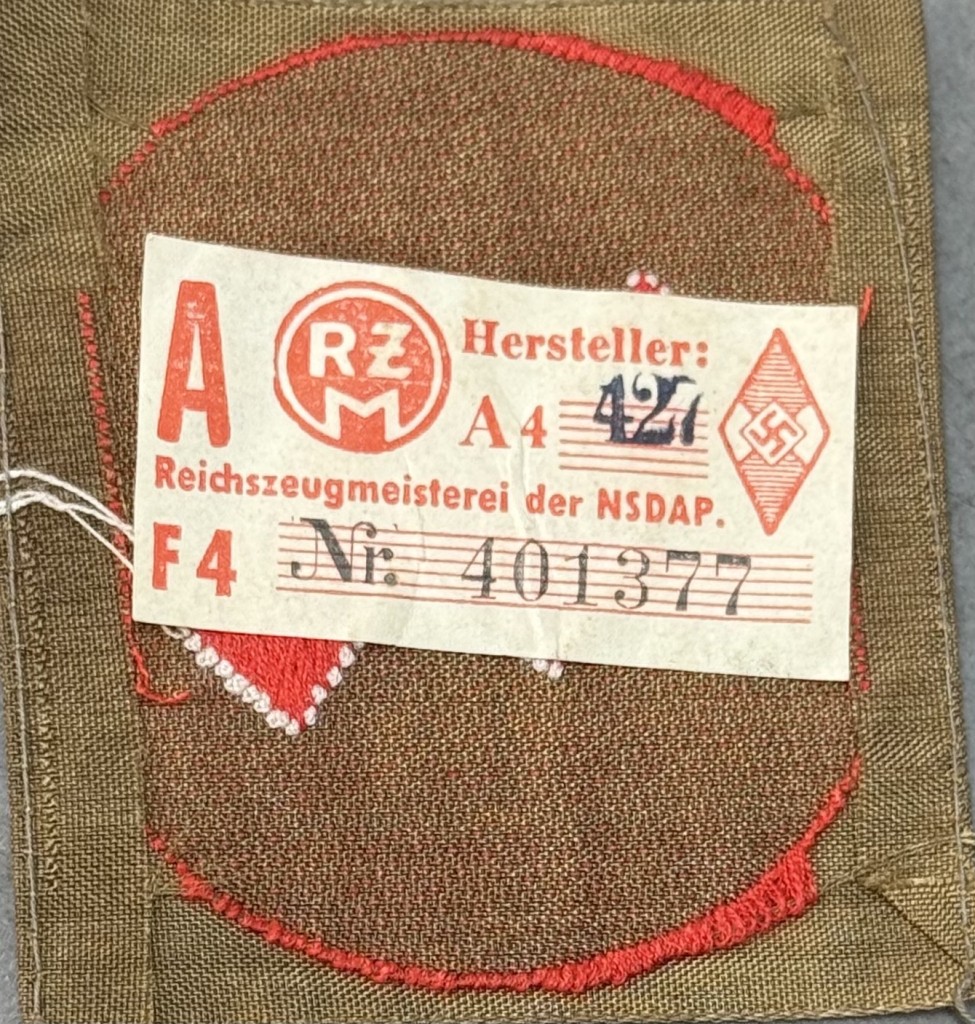 A
RZM
Hersteller:
A4 427
Reichszeugmeisterei der NSDAP.
F4 Nr. 401377